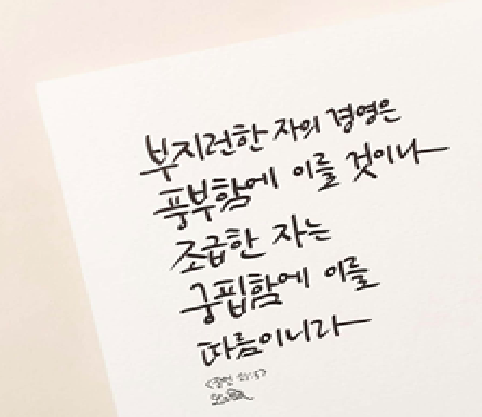 부지런한 자의 경영은
풍부함에 이를 것이나
조급한 자는
궁핍함에 이를
따름이니라
<잠언 21:5>